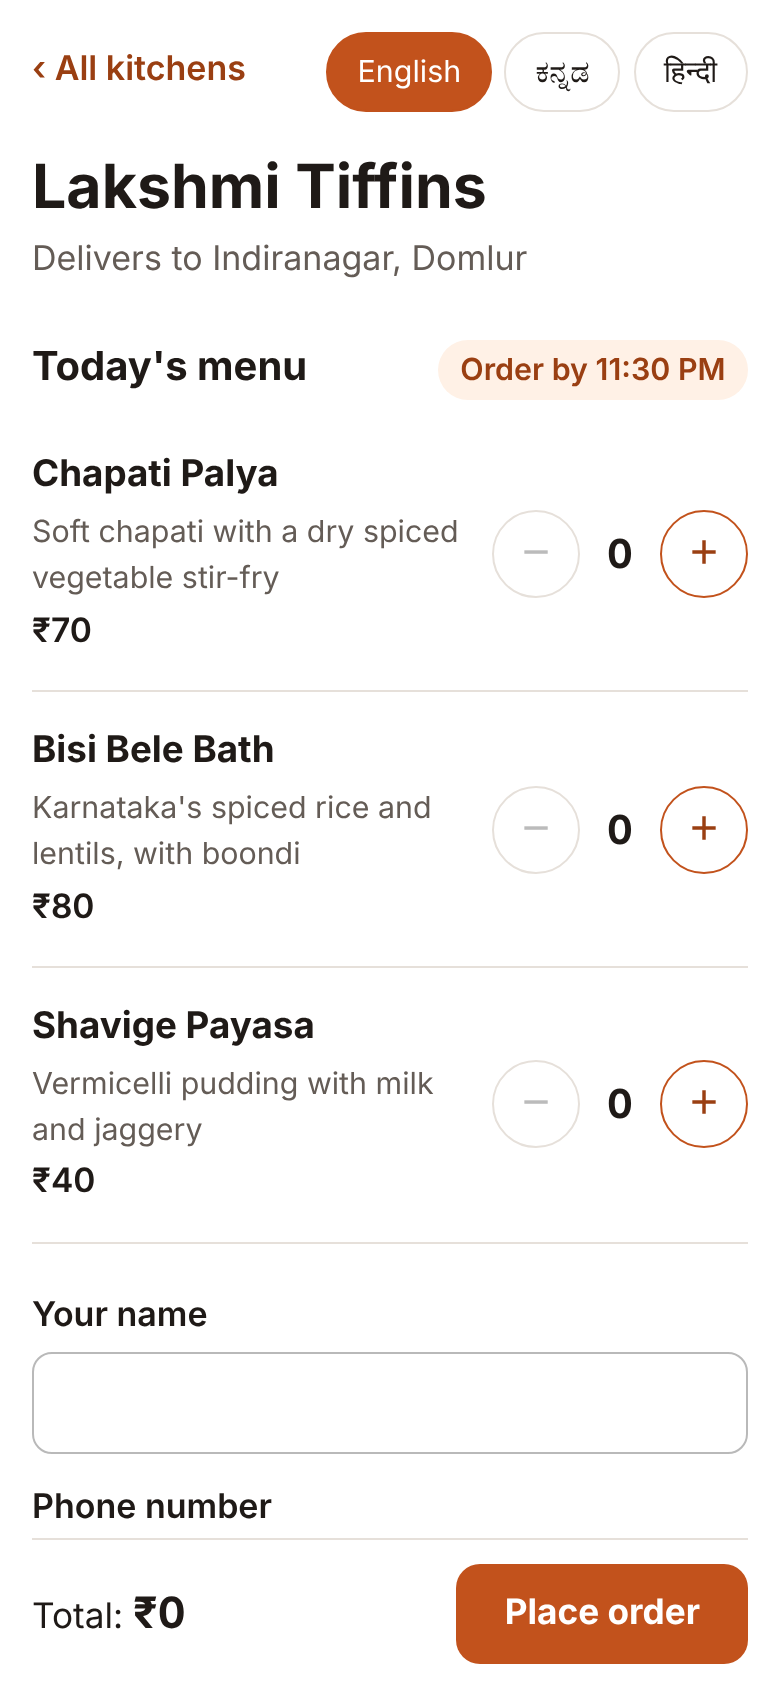 ‹ All kitchens
English
ಕನ್ನಡ
हिन्दी
Lakshmi Tiffins
Delivers to Indiranagar, Domlur
Today's menu
Order by 11:30 PM
Chapati Palya
Soft chapati with a dry spiced
vegetable stir-fry
₹70
− 0 +
Bisi Bele Bath
Karnataka's spiced rice and
lentils, with boondi
₹80
− 0 +
Shavige Payasa
Vermicelli pudding with milk
and jaggery
₹40
− 0 +
Your name
Phone number
Total: ₹0
Place order